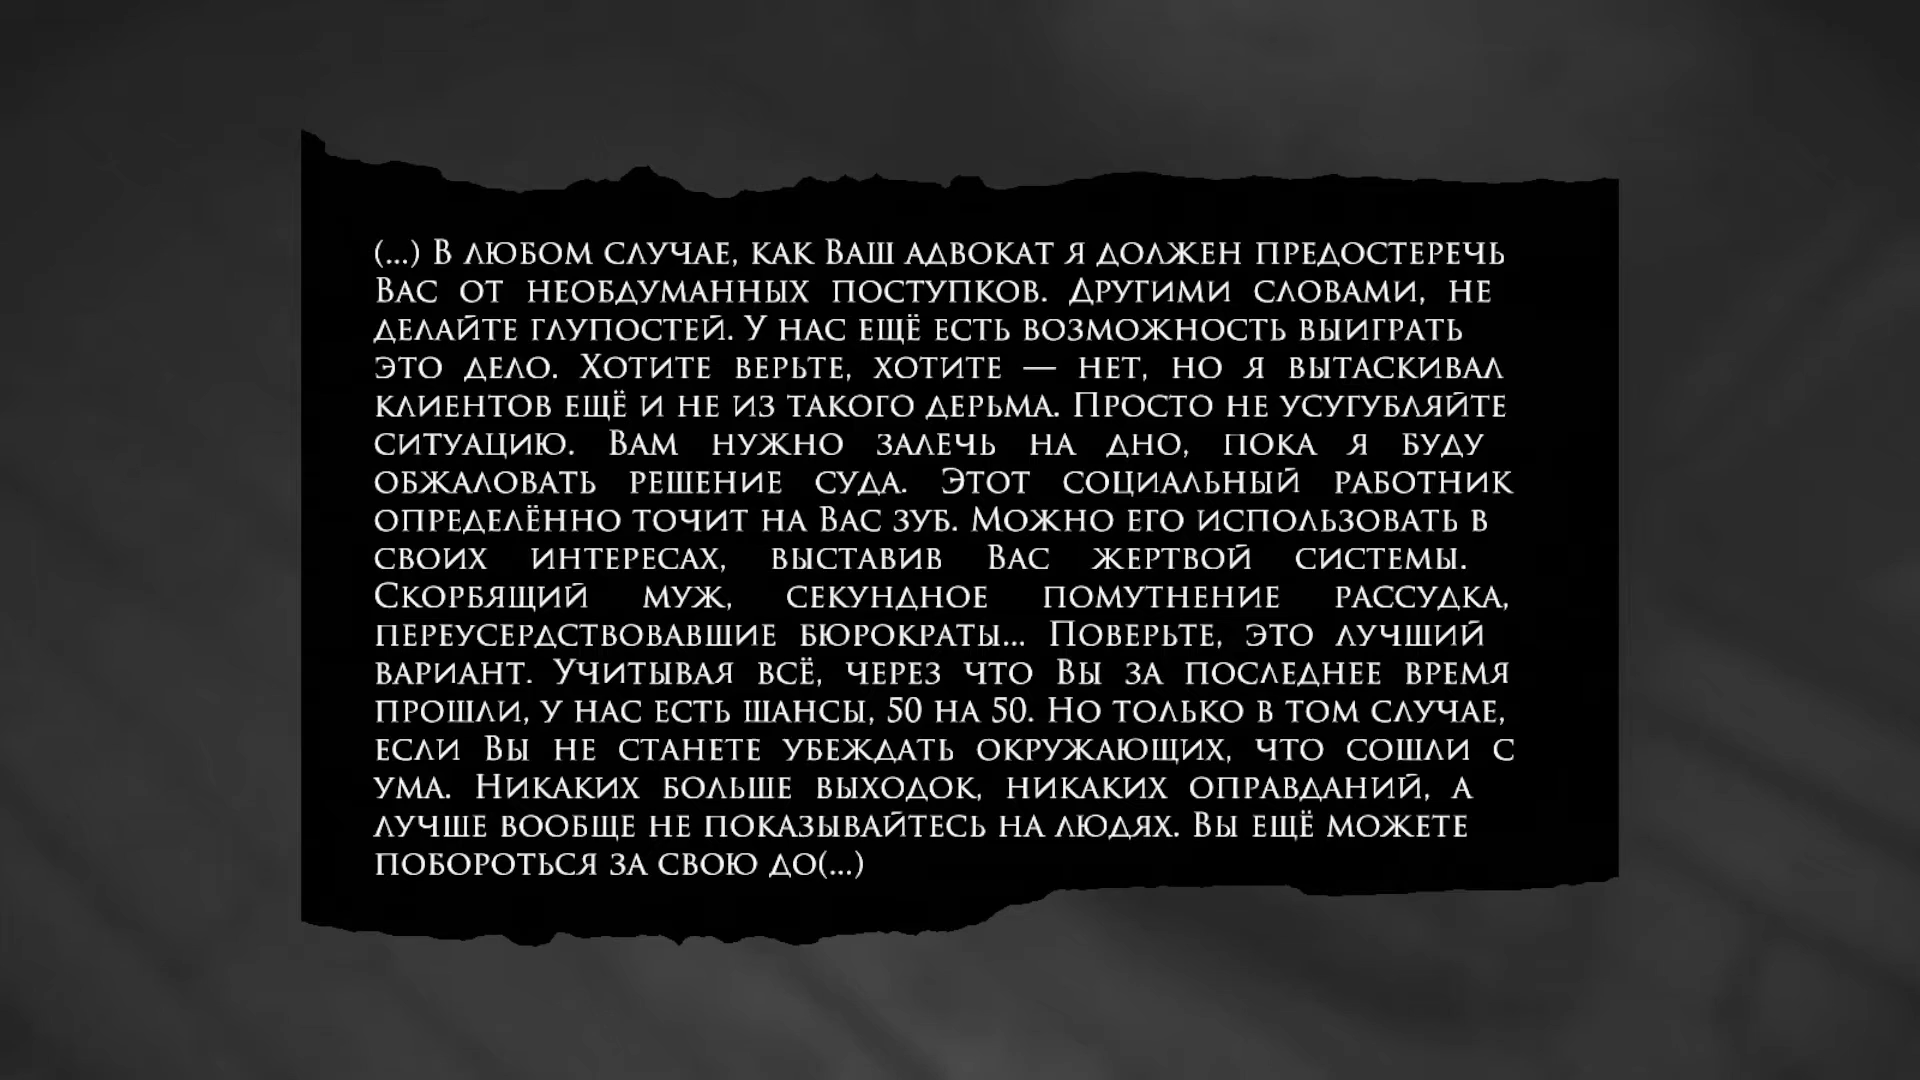 (...) В любом случае, как Ваш адвокат я должен предостеречь
Вас от необдуманных поступков. Другими словами, не
делайте глупостей. У нас ещё есть возможность выиграть
это дело. Хотите верьте, хотите — нет, но я вытаскивал
клиентов ещё и не из такого дерьма. Просто не усугубляйте
ситуацию. Вам нужно залечь на дно, пока я буду
обжаловать решение суда. Этот социальный работник
определённо точит на Вас зуб. Можно его использовать в
своих интересах, выставив Вас жертвой системы.
Скорбящий муж, секундное помутнение рассудка,
переусердствовавшие бюрократы... Поверьте, это лучший
вариант. Учитывая всё, через что Вы за последнее время
прошли, у нас есть шансы, 50 на 50. Но только в том случае,
если Вы не станете убеждать окружающих, что сошли с
ума. Никаких больше выходок, никаких оправданий, а
лучше вообще не показывайтесь на людях. Вы ещё можете
побороться за свою до(...)